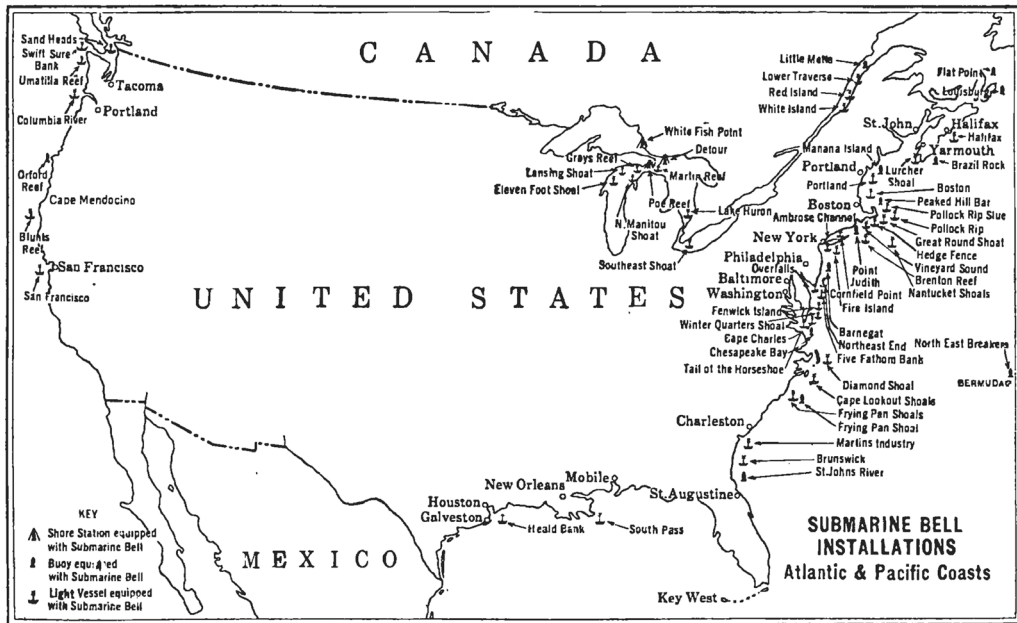 CANADA
UNITED STATES
MEXICO
Sand Heads
Swift Sure
Bank
Umatilla Reef
Tacoma
Columbia River
Portland
Orford
Reef
Cape Mendocino
Blunts
Reef
San Francisco
San Francisco
White Fish Point
Detour
Grays Reef
Lansing Shoat
Martin Reef
Eleven Foot Shoal
Poe Reef
N. Manitou
Shoat
Lake Huron
Southeast Shoat
Little Meta
Lower Traverse
Red Island
White Island
Flat Point
Louisburg
St. John
Halifax
Halifax
Yarmouth
Manana Island
Brazil Rock
Lurcher
Shoal
Portland
Portland
Boston
Boston
Peaked Hill Bar
Pollock Rip Slue
Pollock Rip
Great Round Shoat
Hedge Fence
Vineyard Sound
Brenton Reef
Nantucket Shoals
Ambrose Channel
New York
Point
Judith
Cornfield Point
Fire Island
Philadelphia
Overfalls
Baltimore
Washington
Fenwick Island
Winter Quarters Shoal
Cape Charles
Chesapeake Bay
Tail of the Horseshoe
Barnegat
Northeast End
Five Fathom Bank
North East Breakers
BERMUDA
Diamond Shoal
Cape Lookout Shoals
Frying Pan Shoals
Frying Pan Shoal
Charleston
Martins Industry
Brunswick
St. Johns River
St. Augustine
Mobile
New Orleans
Houston
Galveston
Heald Bank
South Pass
Key West
KEY
Shore Station equipped
with Submarine Bell
Buoy equipped
with Submarine Bell
Light Vessel equipped
with Submarine Bell
SUBMARINE BELL
INSTALLATIONS
Atlantic & Pacific Coasts